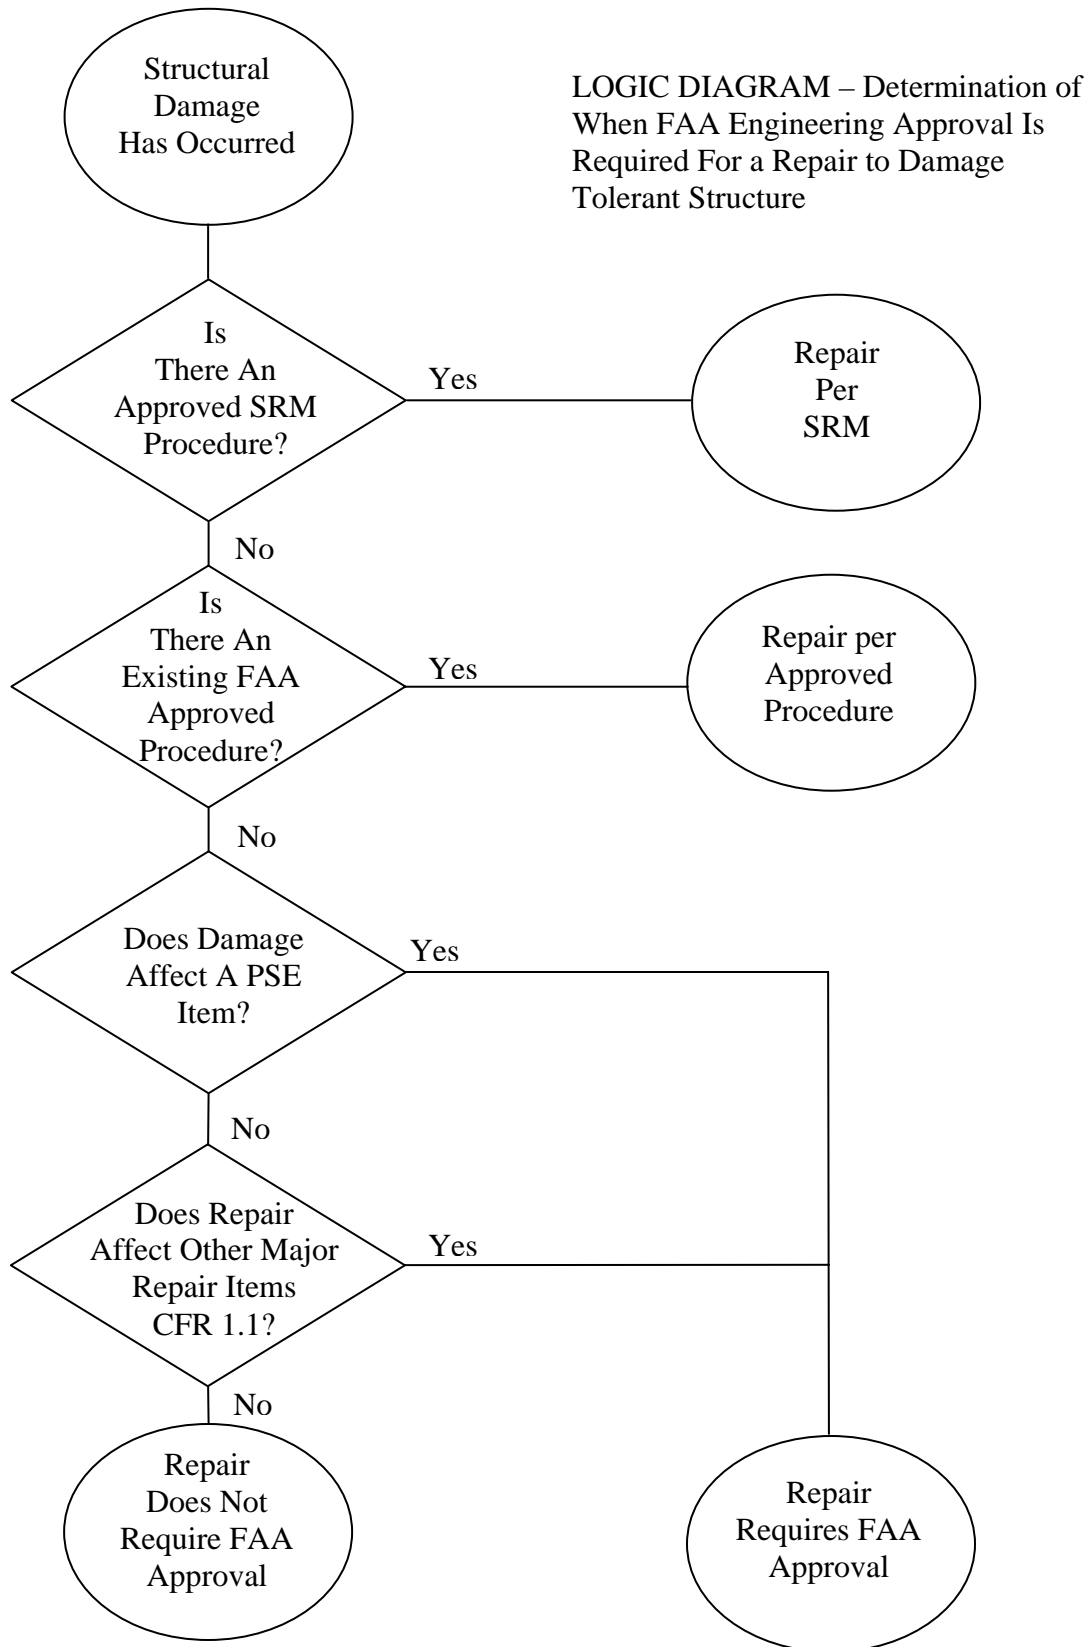 Structural
Damage
Has Occurred
LOGIC DIAGRAM – Determination of
When FAA Engineering Approval Is
Required For a Repair to Damage
Tolerant Structure
Is
There An
Approved SRM
Procedure?
Yes
Repair
Per
SRM
No
Is
There An
Existing FAA
Approved
Procedure?
Yes
Repair per
Approved
Procedure
No
Does Damage
Affect A PSE
Item?
Yes
No
Does Repair
Affect Other Major
Repair Items
CFR 1.1?
Yes
No
Repair
Does Not
Require FAA
Approval
Repair
Requires FAA
Approval